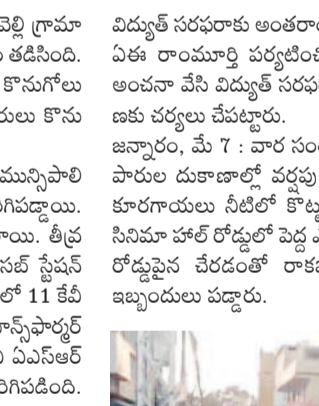 వెల్లి గ్రామా
తడిసింది.
కొనుగోలు
రులు కొను
మున్సిపాలి
గిపడ్డాయి.
యి. తీవ్ర
సబ్ స్టేషన్
లో 11 కేవీ
న్స్‌ఫార్మర్
ఏఎస్ఆర్
రిగిపడింది.
విద్యుత్ సరఫరాకు అంతరా
ఏఈ రాంమూర్తి పర్యటించి
అంచనా వేసి విద్యుత్ సరఫ
ణకు చర్యలు చేపట్టారు.
జన్నారం, మే 7 : వార సం
పారుల దుకాణాల్లో వర్షపు
కూరగాయలు నీటిలో కొట్ట
సినిమా హాల్ రోడ్డులో పెద్ద
రోడ్డుపైన చేరడంతో రాక
ఇబ్బందులు పడ్డారు.